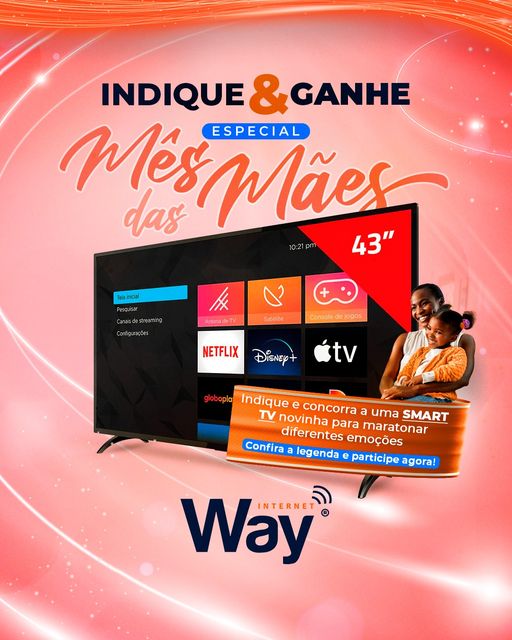 INDIQUE & GANHE
ESPECIAL
Mês
das Mães
43”
10:21 pm
Tela inicial
Pesquisar
Canais de streaming
Configurações
Antena de TV
Satélite
Console de jogos
NETFLIX
Disney+
tv
globoplay
Indique e concorra a uma SMART
TV novinha para maratonar
diferentes emoções
Confira a legenda e participe agora!
INTERNET
Way
®